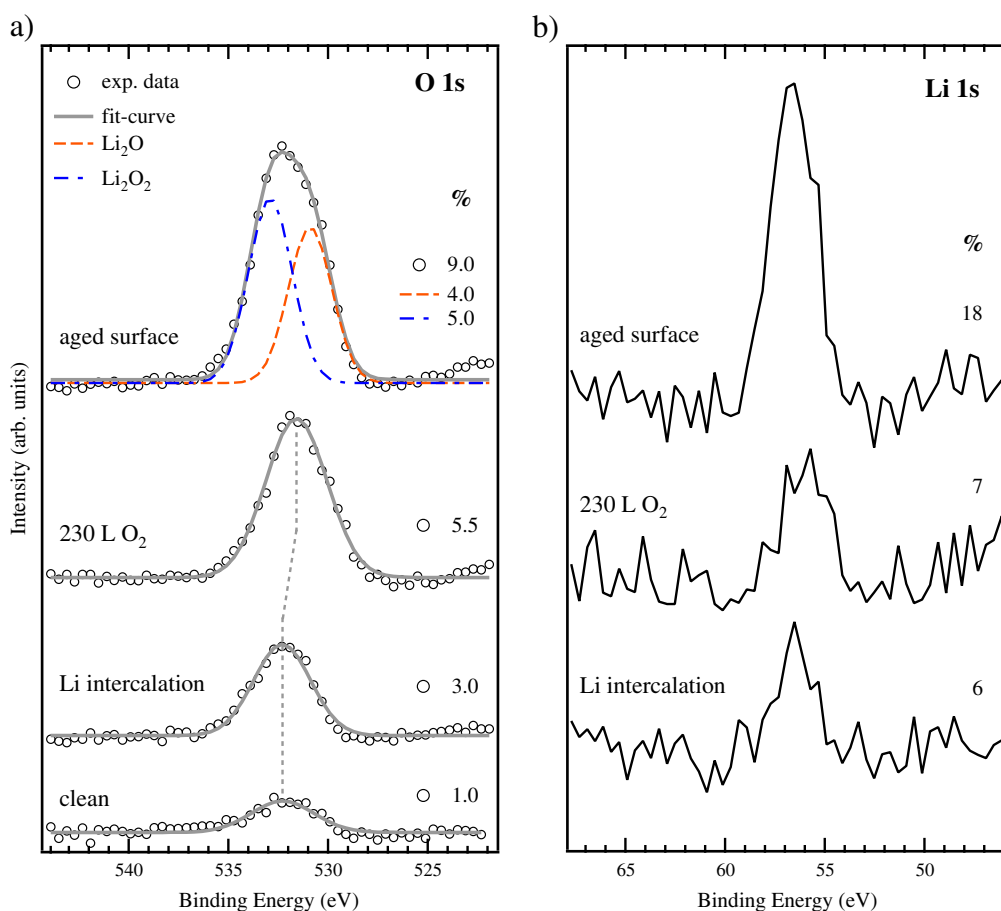 a)
O 1s
exp. data
fit-curve
Li2O
Li2O2
%
9.0
4.0
5.0
aged surface
230 L O2
5.5
Li intercalation
3.0
clean
1.0
Intensity (arb. units)
540 535 530 525
Binding Energy (eV)
b)
Li 1s
%
18
aged surface
7
230 L O2
Li intercalation
6
65 60 55 50
Binding Energy (eV)